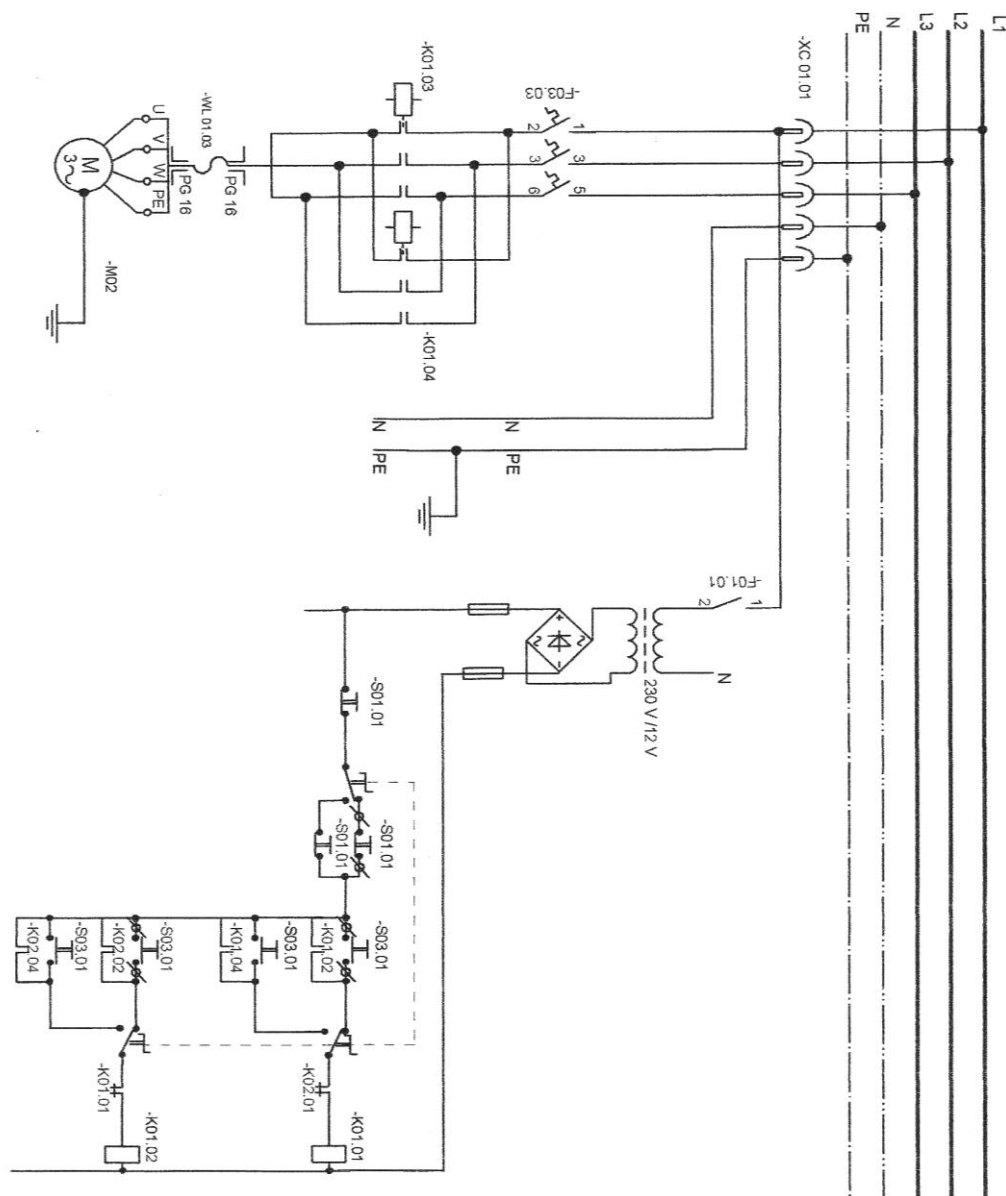 L1
L2
L3
N
PE
-XC.01.01
-F03.03
1
2
3
3
5
6
-K01.03
-K01.04
PG 16
-WL 01.03
PG 16
U
V
W
PE
M
3
-M02
N
N
PE
PE
-F01.01
1
2
N
230 V /12 V
+
-
-S01.01
-S01.01
-S01.01
-S03.01
-K01.02
-S03.01
-K01.04
-S03.01
-K02.02
-S03.01
-K02.04
-K02.01
-K01.01
-K01.01
-K01.02